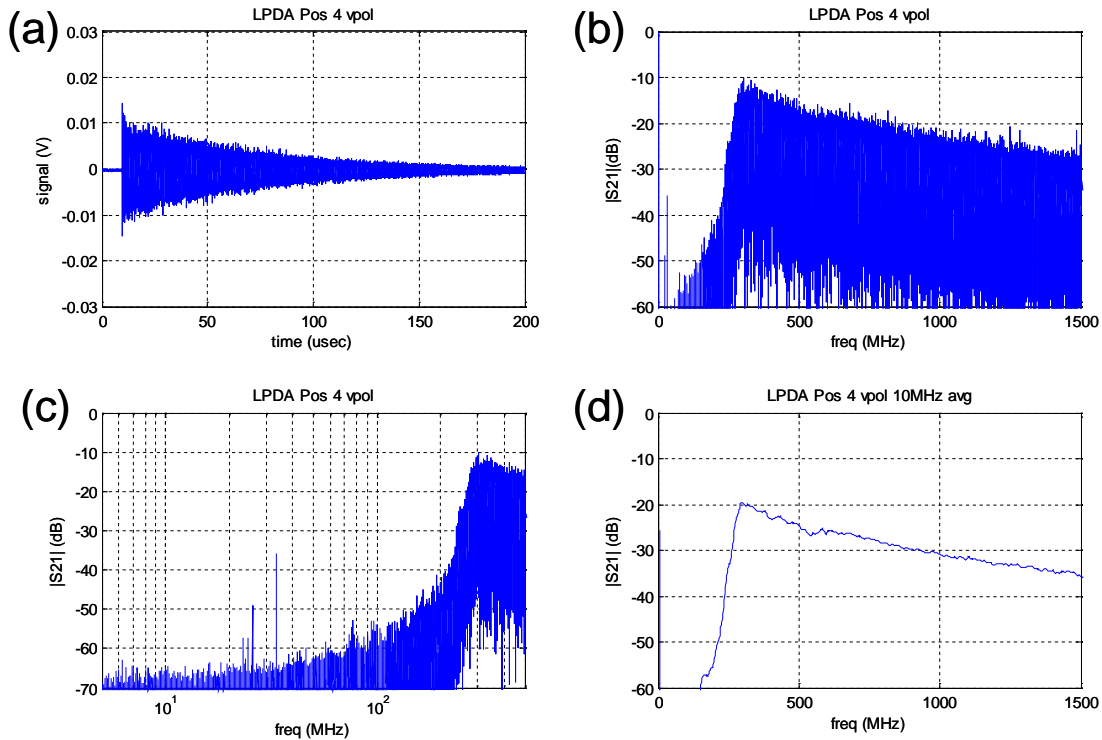 (a)
LPDA Pos 4 vpol
signal (V)
0.03
0.02
0.01
0
-0.01
-0.02
-0.03
0 50 100 150 200
time (usec)
(b)
LPDA Pos 4 vpol
|S21|(dB)
0
-10
-20
-30
-40
-50
-60
0 500 1000 1500
freq (MHz)
(c)
LPDA Pos 4 vpol
|S21| (dB)
0
-10
-20
-30
-40
-50
-60
-70
10^1 10^2
freq (MHz)
(d)
LPDA Pos 4 vpol 10MHz avg
|S21| (dB)
0
-10
-20
-30
-40
-50
-60
0 500 1000 1500
freq (MHz)